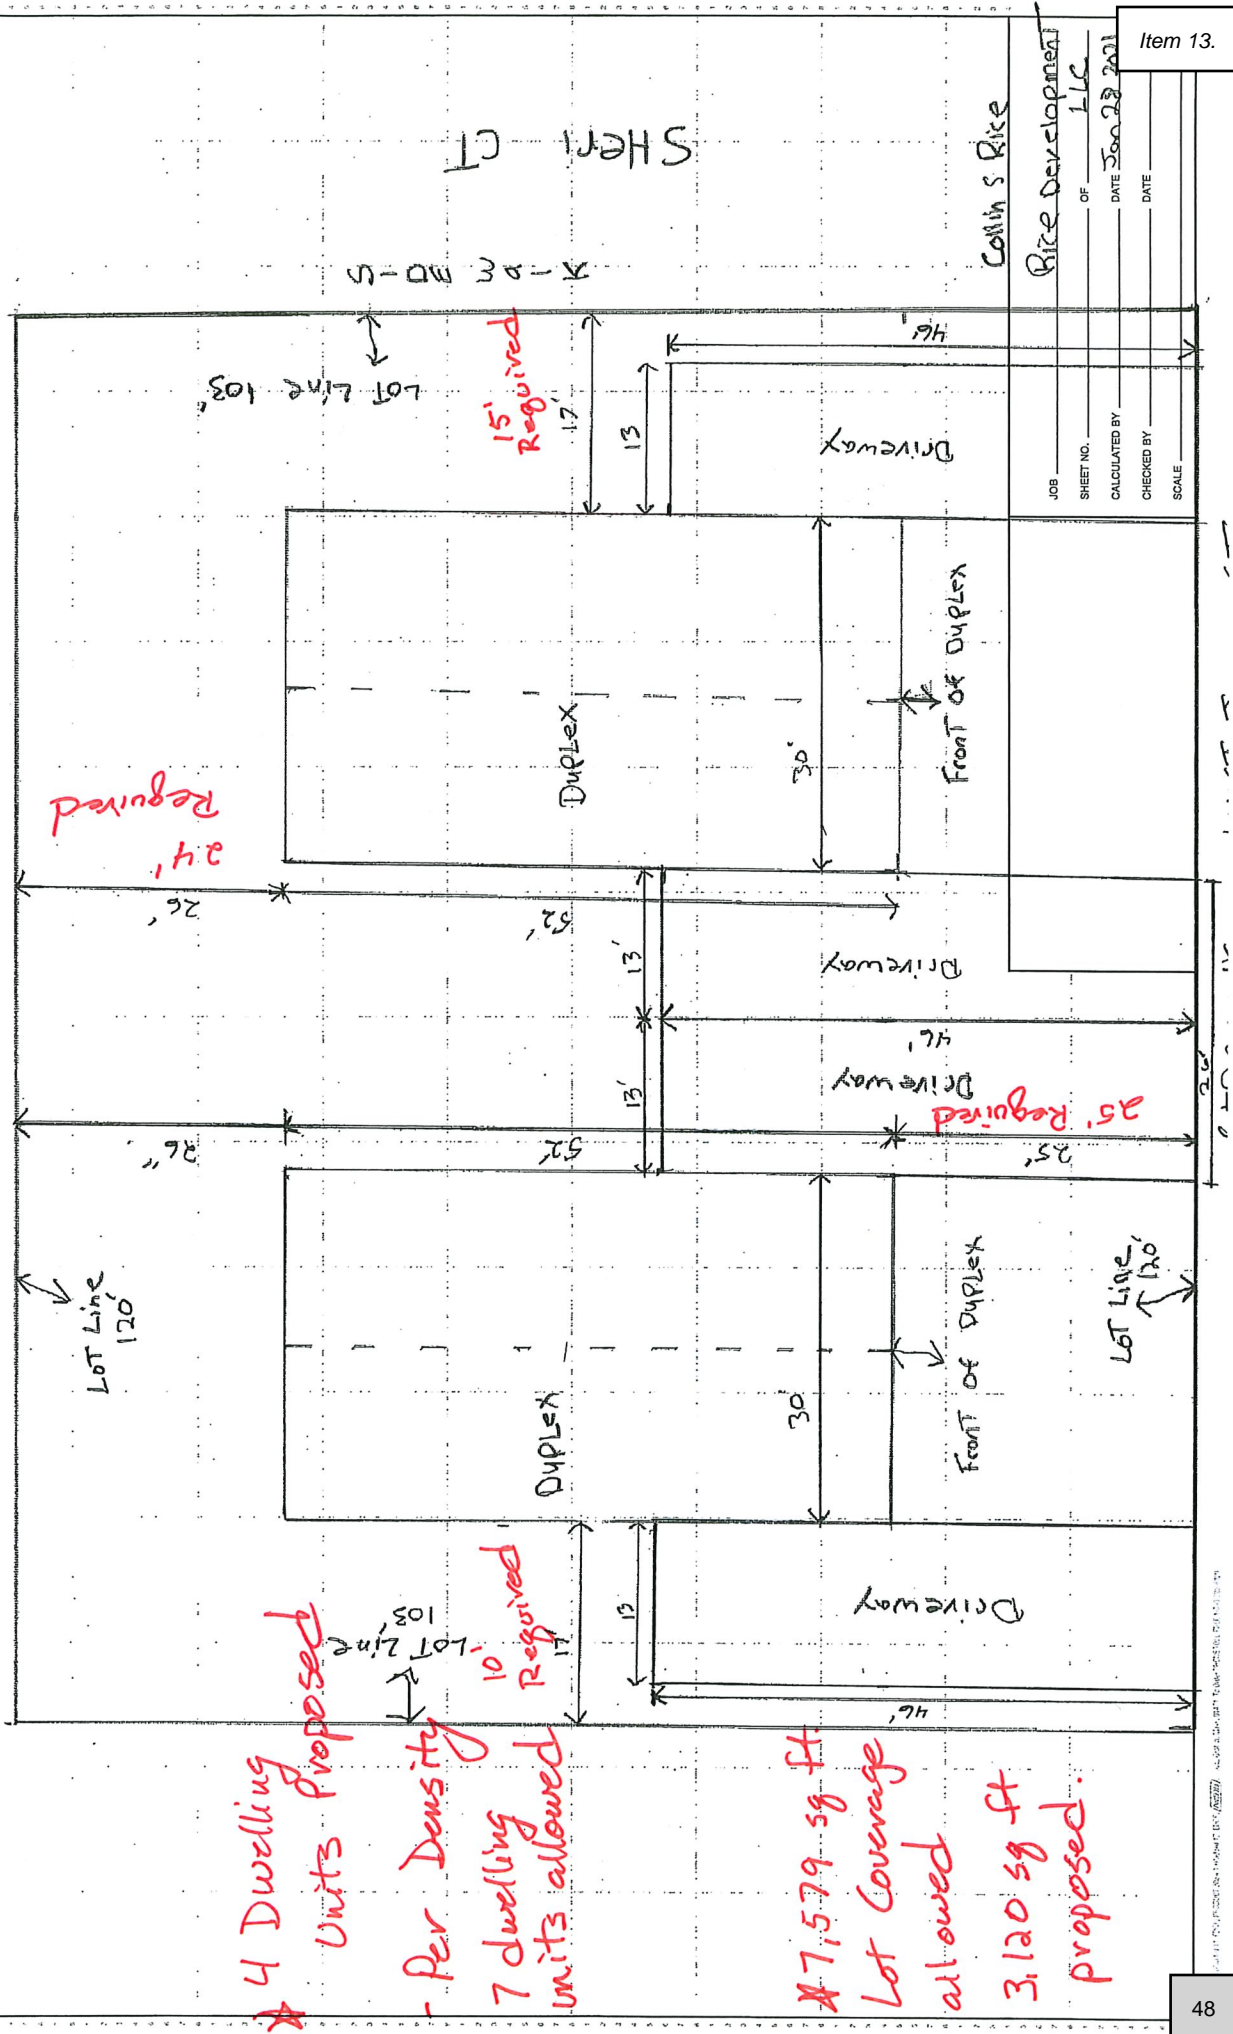 Item 13.
Collin S Rice
JOB Rice Development
SHEET NO. OF LLC
CALCULATED BY DATE Jan 28 2021
CHECKED BY DATE
SCALE
SHeri CT
LOT Line 103'
15'
Required
17'
13
46'
Driveway
DUPLEX
30'
Front OF DUPLEX
24'
Required
26'
52'
13'
Driveway
46'
13'
Driveway
25' Required
26"
52'
25'
26'
LOT Line
120'
DUPLEX
30'
Front OF DUPLEX
LOT Line
120'
LOT Line
103'
10'
Required
17'
13
46'
Driveway
4 Dwelling
Units Proposed
- Per Density
7 dwelling
units allowed
7,579 sq ft.
Lot Coverage
allowed
3,120 sq ft
proposed.
48